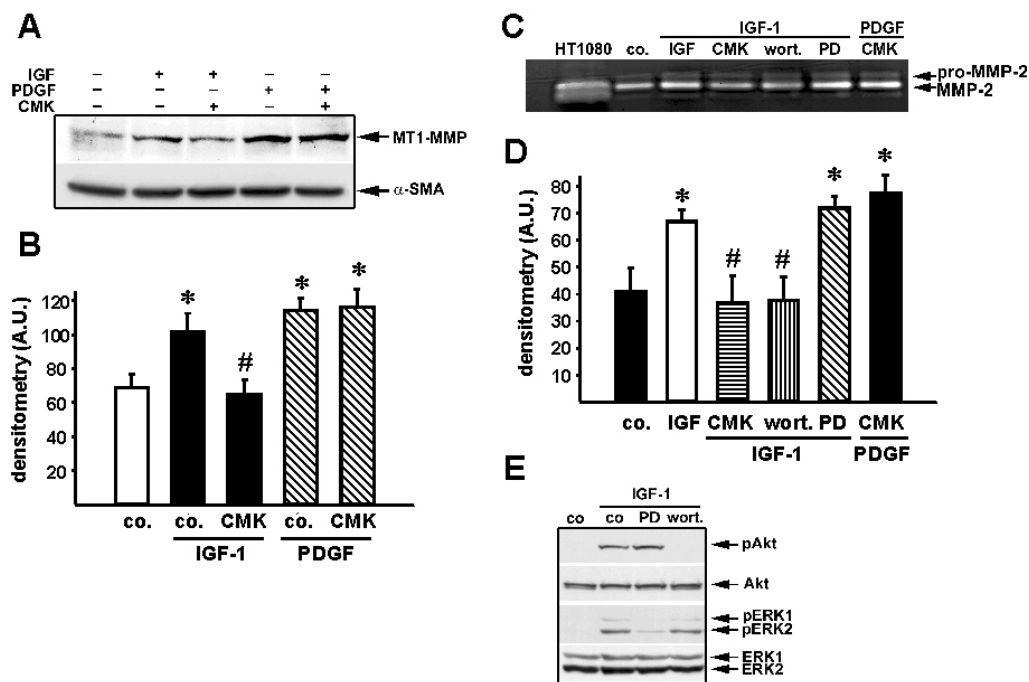 A
IGF – + + – –
PDGF – – – + +
CMK – – + – +
MT1-MMP
α-SMA
B
densitometry (A.U.)
120
100
80
60
40
20
* # * *
co. co. CMK co. CMK
IGF-1 PDGF
C
IGF-1 PDGF
HT1080 co. IGF CMK wort. PD CMK
pro-MMP-2
MMP-2
D
densitometry (A.U.)
80
70
60
50
40
30
20
10
* # # * *
co. IGF CMK wort. PD CMK
IGF-1 PDGF
E
IGF-1
co co PD wort.
pAkt
Akt
pERK1
pERK2
ERK1
ERK2